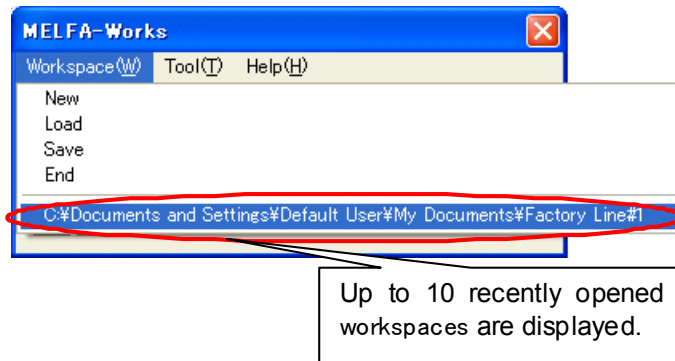 MELFA-Works
Workspace(W) Tool(T) Help(H)
New
Load
Save
End
C:¥Documents and Settings¥Default User¥My Documents¥Factory Line#1
Up to 10 recently opened
workspaces are displayed.